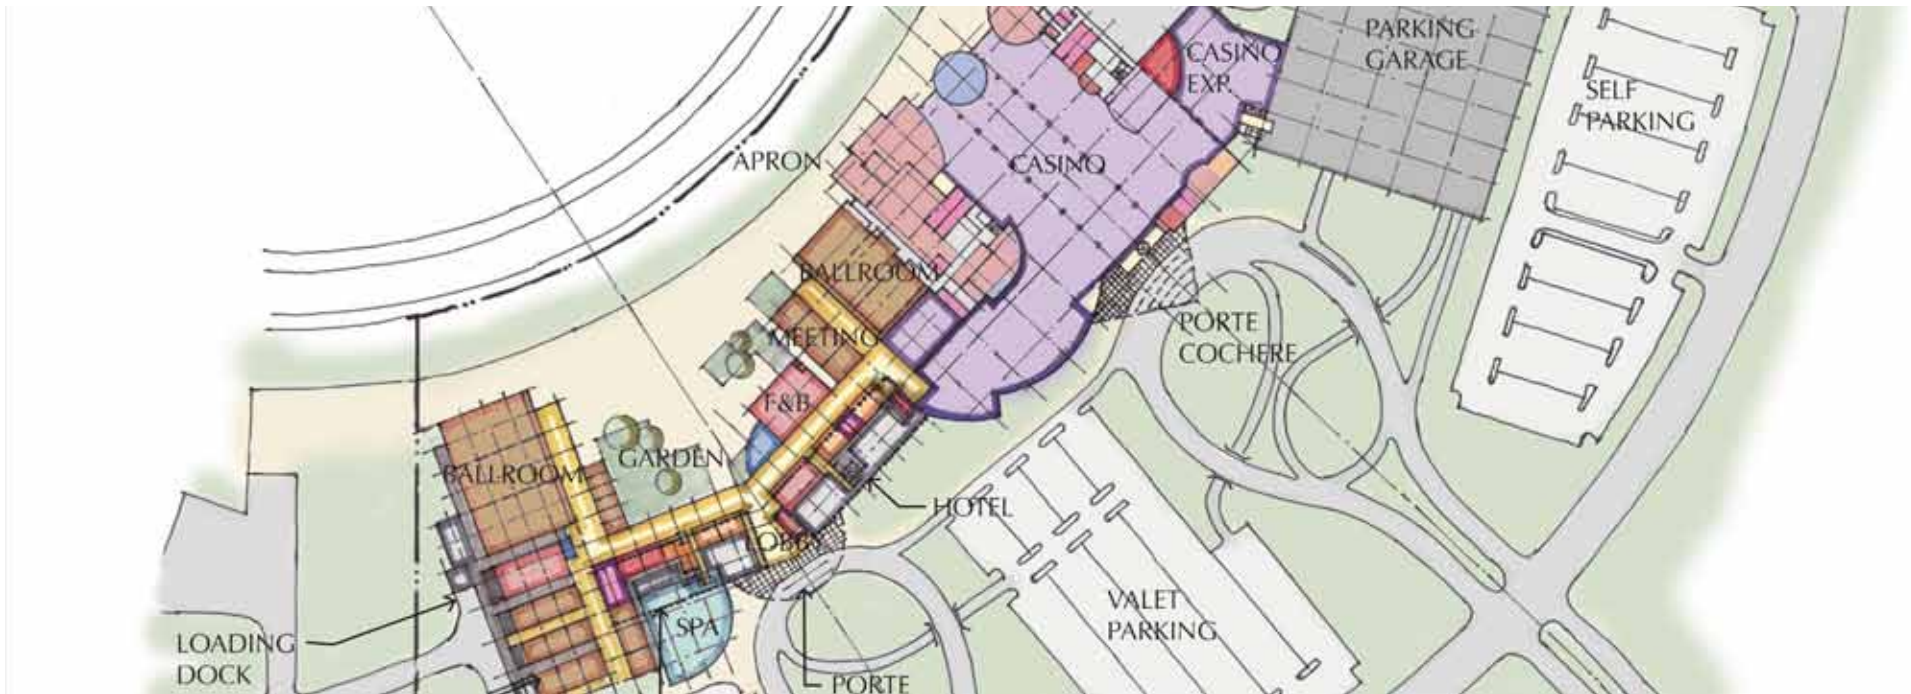 PARKING
GARAGE
CASINO
EXP.
SELF
PARKING
APRON
CASINO
BALLROOM
MEETING
PORTE
COCHERE
F&B
GARDEN
BALLROOM
HOTEL
LOBBY
VALET
PARKING
SPA
LOADING
DOCK
PORTE